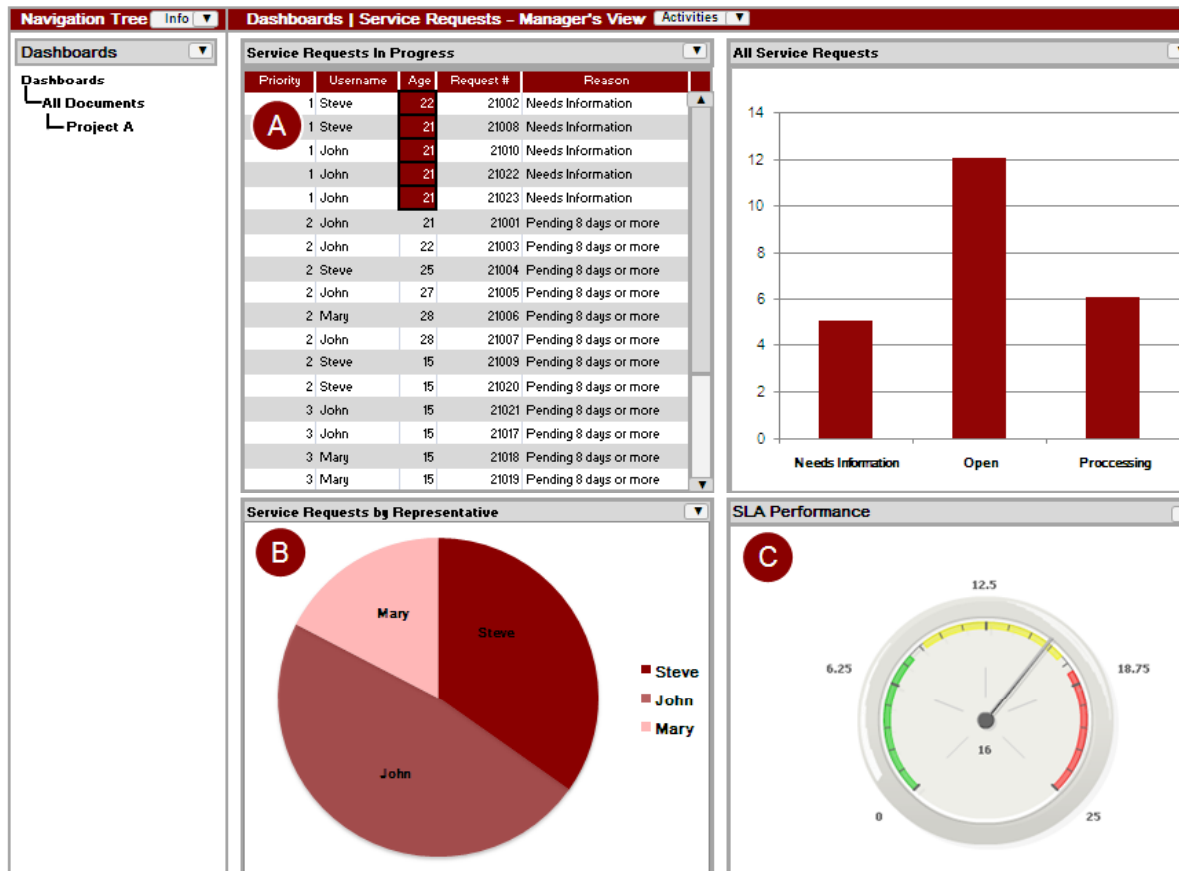 Navigation Tree Info
Dashboards | Service Requests – Manager's View Activities
Dashboards
Dashboards
All Documents
Project A
Service Requests In Progress
Priority Username Age Request # Reason
A
1 Steve 22 21002 Needs Information
1 Steve 21 21008 Needs Information
1 John 21 21010 Needs Information
1 John 21 21022 Needs Information
1 John 21 21023 Needs Information
2 John 21 21001 Pending 8 days or more
2 John 22 21003 Pending 8 days or more
2 Steve 25 21004 Pending 8 days or more
2 John 27 21005 Pending 8 days or more
2 Mary 28 21006 Pending 8 days or more
2 John 28 21007 Pending 8 days or more
2 Steve 15 21009 Pending 8 days or more
2 Steve 15 21020 Pending 8 days or more
3 John 15 21021 Pending 8 days or more
3 John 15 21017 Pending 8 days or more
3 Mary 15 21018 Pending 8 days or more
3 Mary 15 21019 Pending 8 days or more
All Service Requests
14
12
10
8
6
4
2
0
Needs Information Open Proccessing
Service Requests by Representative
B
Mary
Steve
John
Steve
John
Mary
SLA Performance
C
12.5
6.25 18.75
16
0 25